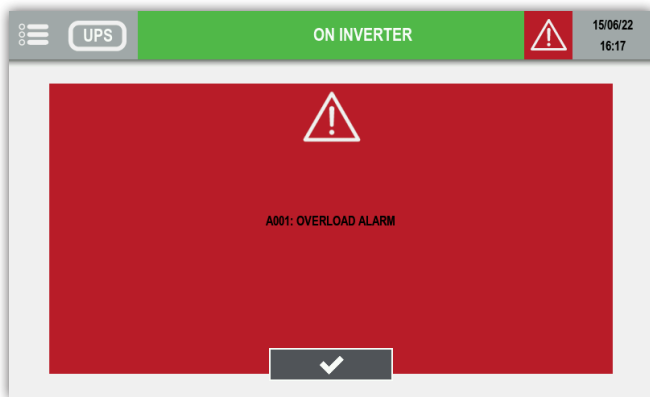 UPS
ON INVERTER
15/06/22
16:17
A001: OVERLOAD ALARM